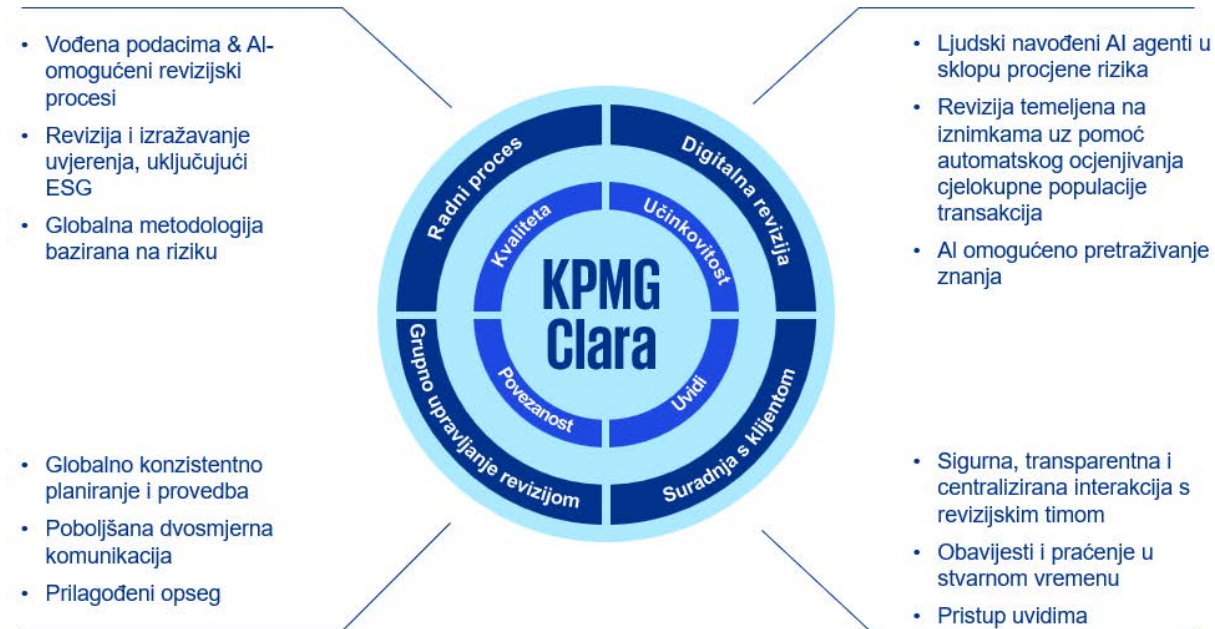 • Vođena podacima & AI-
omogućeni revizijski
procesi
• Revizija i izražavanje
uvjerenja, uključujući
ESG
• Globalna metodologija
bazirana na riziku
• Ljudski navođeni AI agenti u
sklopu procjene rizika
• Revizija temeljena na
iznimkama uz pomoć
automatskog ocjenjivanja
cjelokupne populacije
transakcija
• AI omogućeno pretraživanje
znanja
Radni proces
Digitalna revizija
Kvaliteta
Učinkovitost
KPMG
Clara
Povezanost
Uvidi
Grupno upravljanje revizijom
Suradnja s klijentom
• Globalno konzistentno
planiranje i provedba
• Poboljšana dvosmjerna
komunikacija
• Prilagođeni opseg
• Sigurna, transparentna i
centralizirana interakcija s
revizijskim timom
• Obavijesti i praćenje u
stvarnom vremenu
• Pristup uvidima